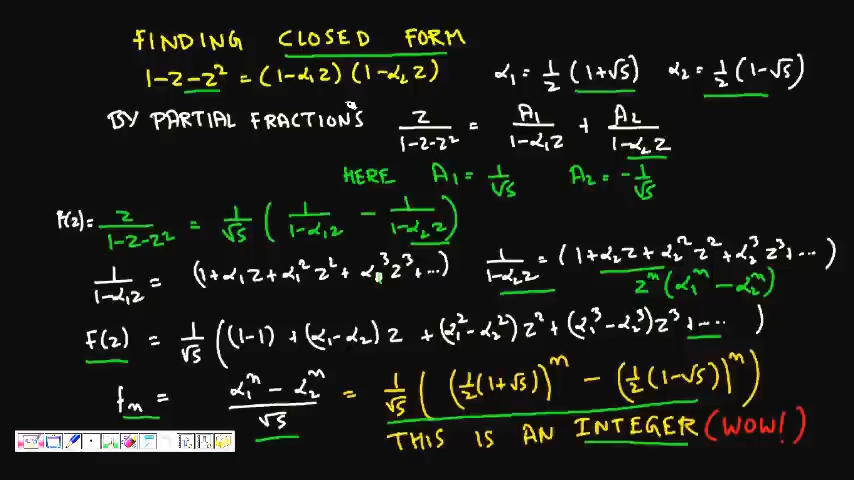 FINDING CLOSED FORM
1-z-z² = (1-α₁z)(1-α₂z) α₁ = 1/2 (1+√5) α₂ = 1/2 (1-√5)
BY PARTIAL FRACTIONS z/(1-z-z²) = A₁/(1-α₁z) + A₂/(1-α₂z)
HERE A₁ = 1/√5 A₂ = -1/√5
F(z) = z/(1-z-z²) = 1/√5 ( 1/(1-α₁z) - 1/(1-α₂z) )
1/(1-α₁z) = (1+α₁z+α₁²z²+α₁³z³+...) 1/(1-α₂z) = (1+α₂z+α₂²z²+α₂³z³+...)
zⁿ(α₁ⁿ-α₂ⁿ)
F(z) = 1/√5 ( (1-1) + (α₁-α₂)z + (α₁²-α₂²)z² + (α₁³-α₂³)z³ + .... )
fₙ = (α₁ⁿ - α₂ⁿ)/√5 = 1/√5 ( (1/2(1+√5))ⁿ - (1/2(1-√5))ⁿ )
THIS IS AN INTEGER (WOW!)